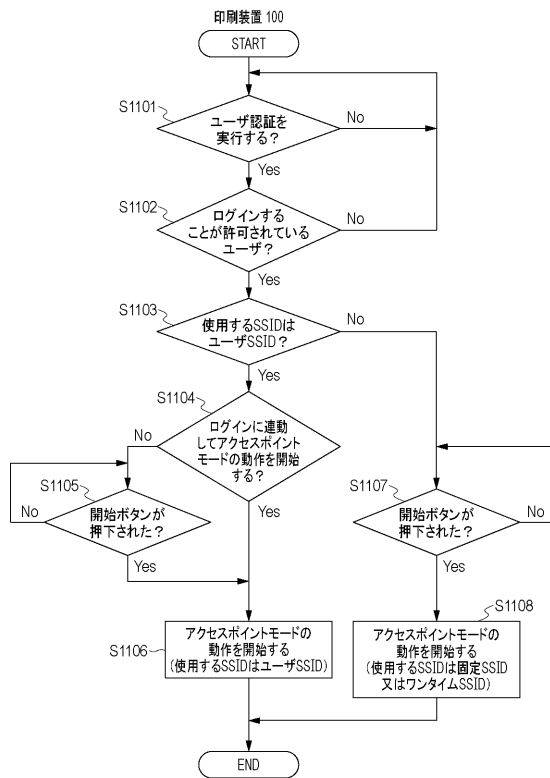 印刷装置 100
START
S1101
ユーザ認証を
実行する?
No
Yes
S1102
ログインする
ことが許可されている
ユーザ?
No
Yes
S1103
使用するSSIDは
ユーザSSID?
No
Yes
S1104
ログインに連動
してアクセスポイント
モードの動作を開始
する?
No
Yes
S1105
開始ボタンが
押下された?
No
Yes
S1107
開始ボタンが
押下された?
No
Yes
S1106
アクセスポイントモードの
動作を開始する
(使用するSSIDはユーザSSID)
S1108
アクセスポイントモードの
動作を開始する
(使用するSSIDは固定SSID
又はワンタイムSSID)
END